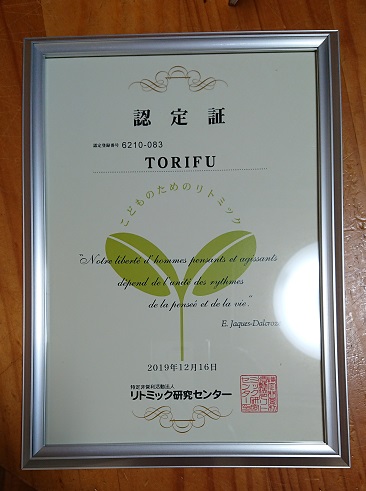 認定証
認定登録番号 6210-083
TORIFU
こどものためのリトミック
"Notre liberté d'hommes pensants et agissants
dépend de l'unité des rythmes
de la pensée et de la vie."
E. Jaques-Dalcroze
2019年12月16日
特定非営利活動法人
リトミック研究センター